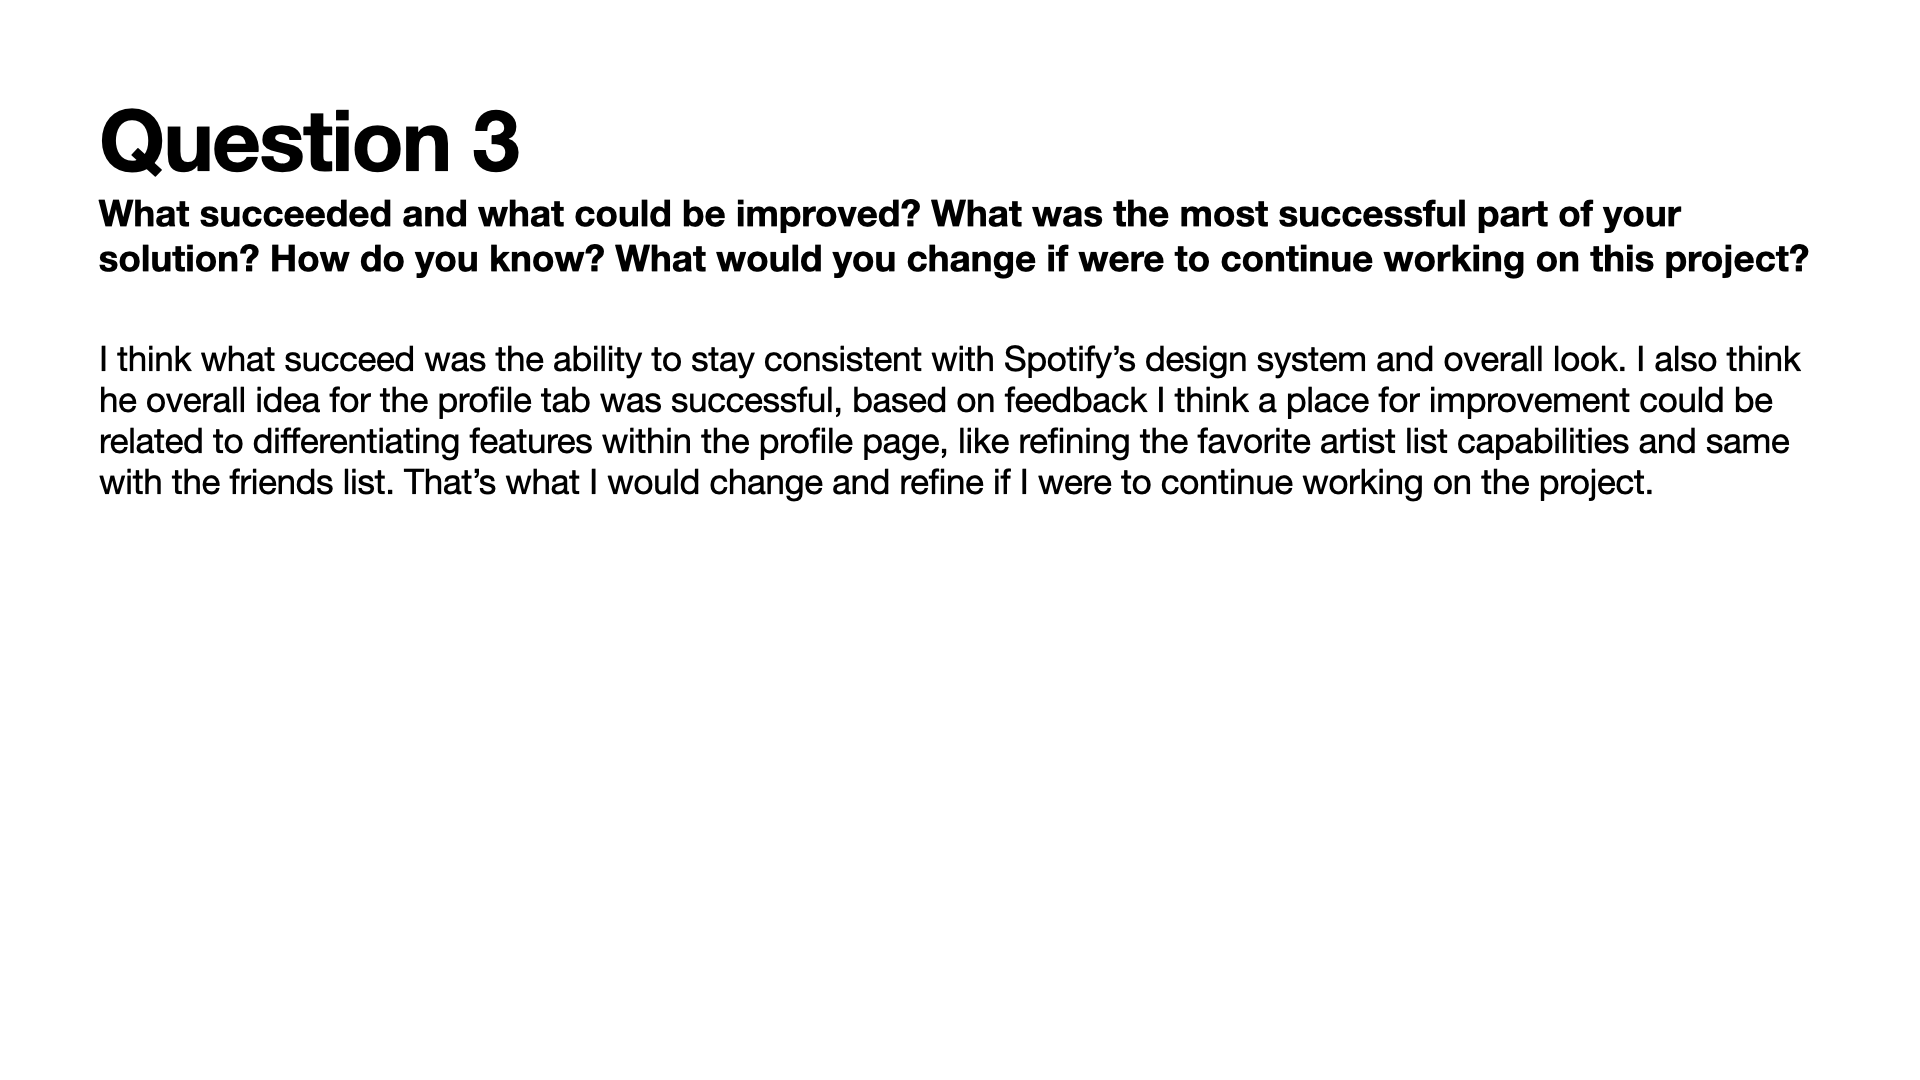 Question 3
What succeeded and what could be improved? What was the most successful part of your
solution? How do you know? What would you change if were to continue working on this project?
I think what succeed was the ability to stay consistent with Spotify’s design system and overall look. I also think
he overall idea for the profile tab was successful, based on feedback I think a place for improvement could be
related to differentiating features within the profile page, like refining the favorite artist list capabilities and same
with the friends list. That’s what I would change and refine if I were to continue working on the project.